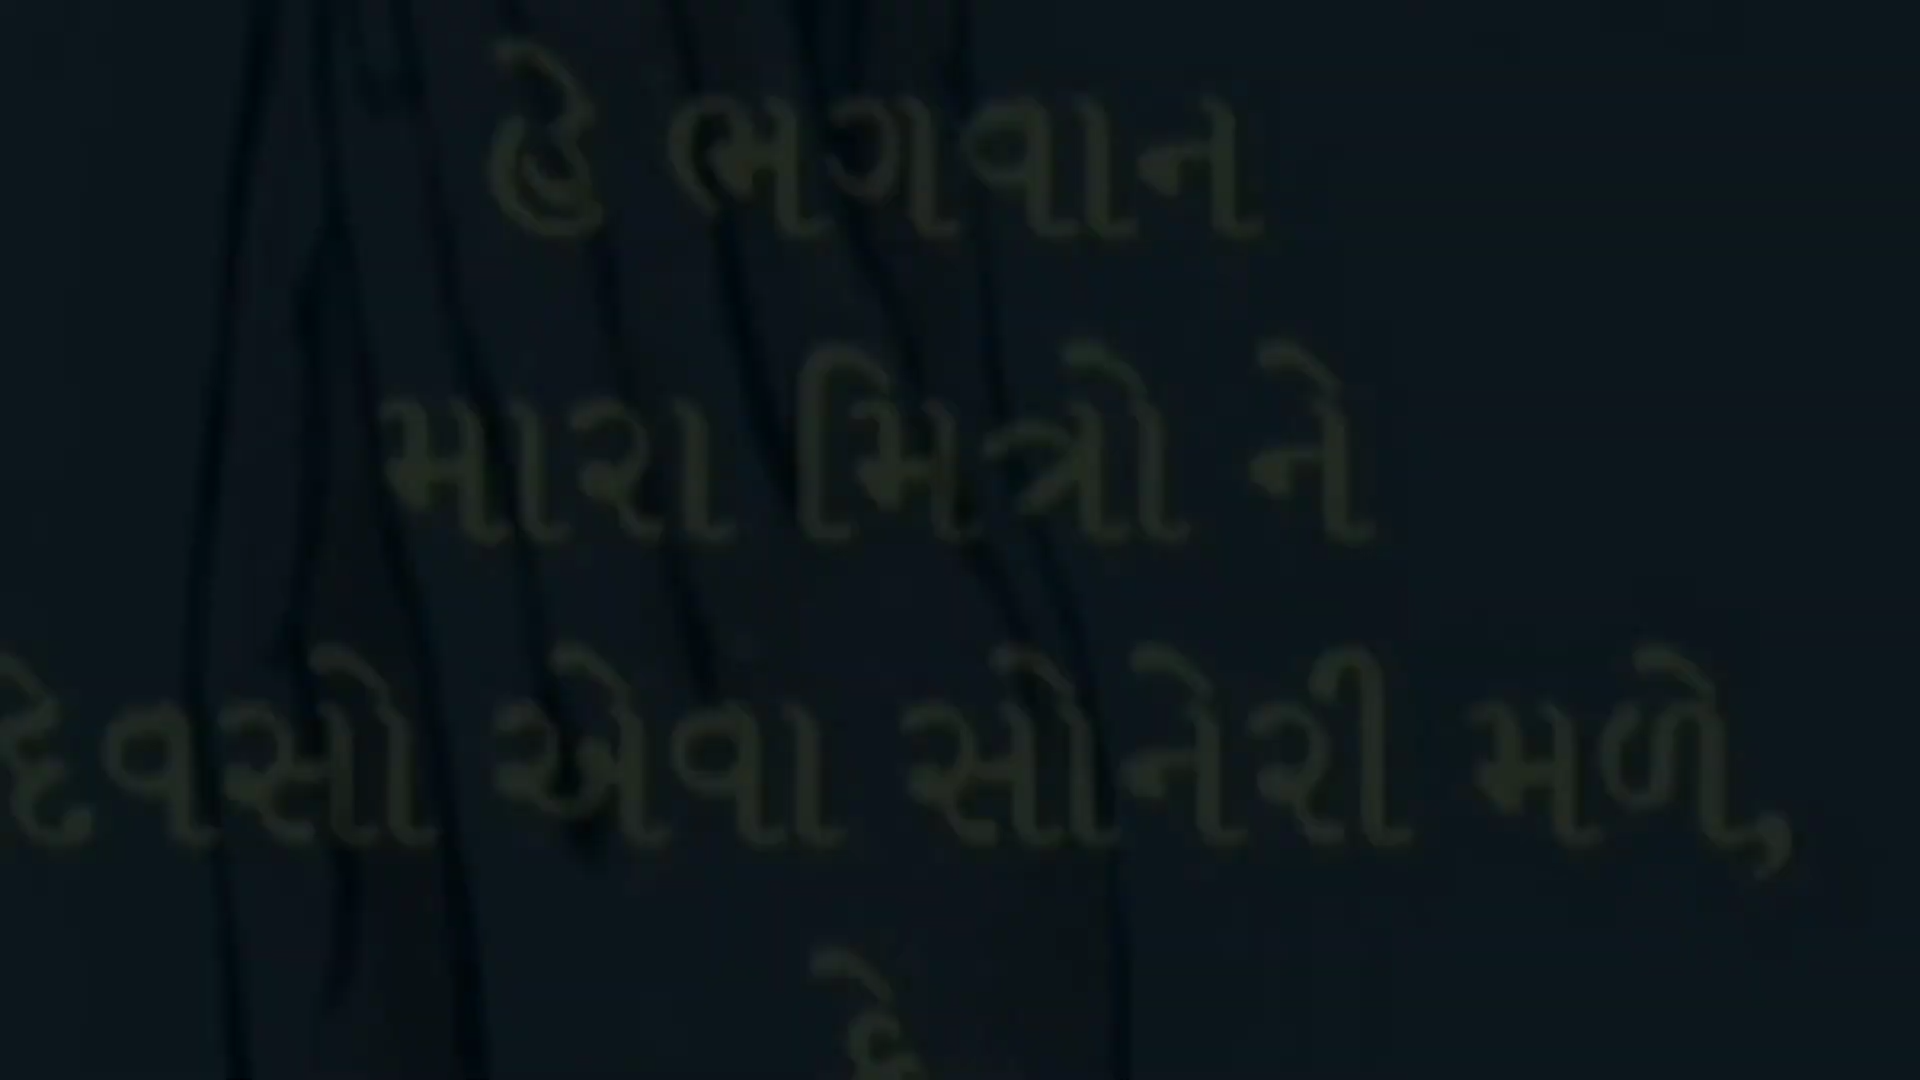 હે ભગવાન
મારા મિત્રો ને
દિવસો એવા સોનેરી મળે,
કે